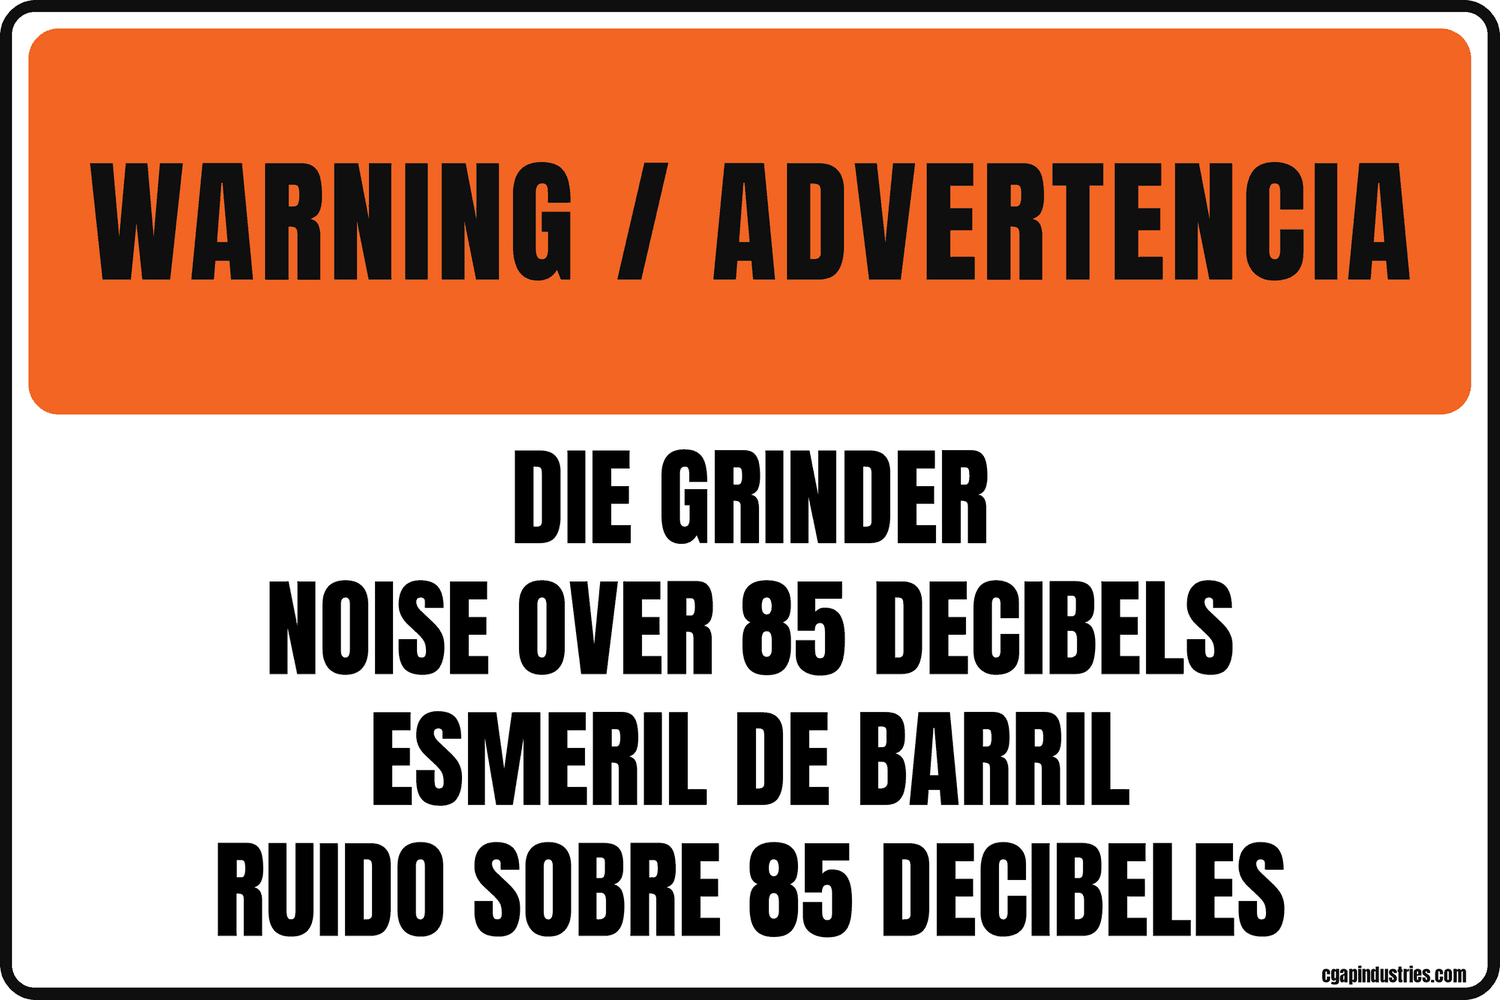 WARNING / ADVERTENCIA
DIE GRINDER
NOISE OVER 85 DECIBELS
ESMERIL DE BARRIL
RUIDO SOBRE 85 DECIBELES
cgapindustries.com